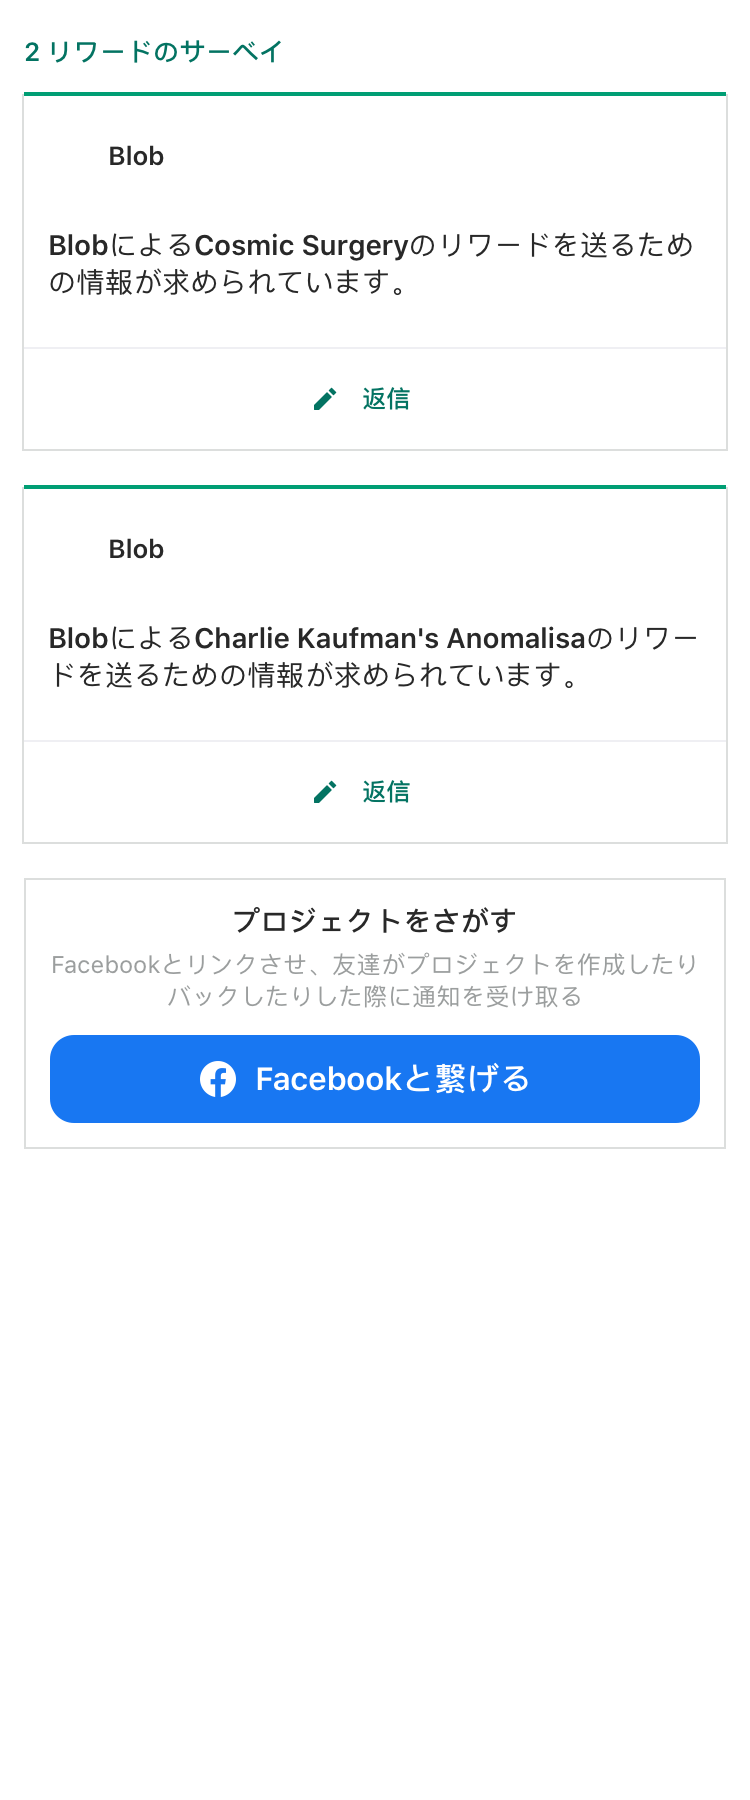 2 リワードのサーベイ
Blob
BlobによるCosmic Surgeryのリワードを送るため
の情報が求められています。
返信
Blob
BlobによるCharlie Kaufman's Anomalisaのリワー
ドを送るための情報が求められています。
返信
プロジェクトをさがす
Facebookとリンクさせ、友達がプロジェクトを作成したり
バックしたりした際に通知を受け取る
Facebookと繋げる